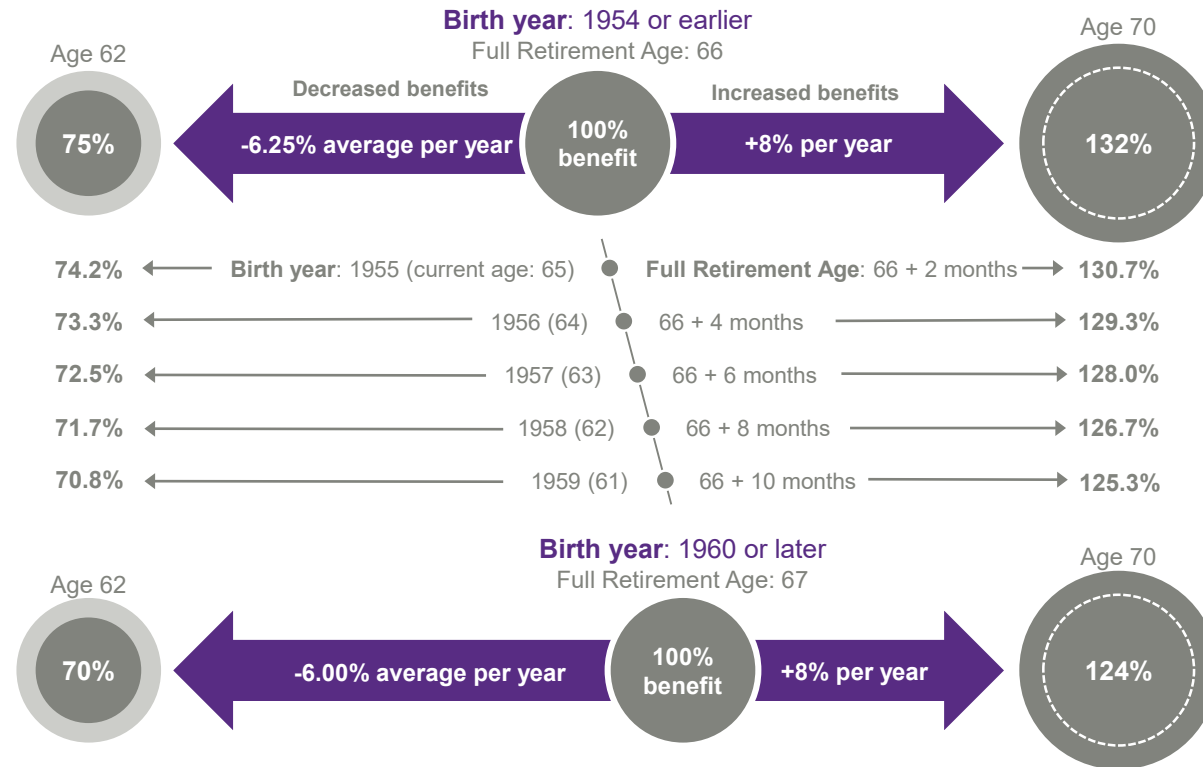 Birth year: 1954 or earlier
Full Retirement Age: 66
Age 62
Age 70
Decreased benefits
Increased benefits
75%
-6.25% average per year
100%
benefit
+8% per year
132%
74.2%
Birth year: 1955 (current age: 65)
Full Retirement Age: 66 + 2 months
130.7%
73.3%
1956 (64)
66 + 4 months
129.3%
72.5%
1957 (63)
66 + 6 months
128.0%
71.7%
1958 (62)
66 + 8 months
126.7%
70.8%
1959 (61)
66 + 10 months
125.3%
Birth year: 1960 or later
Full Retirement Age: 67
Age 62
Age 70
70%
-6.00% average per year
100%
benefit
+8% per year
124%